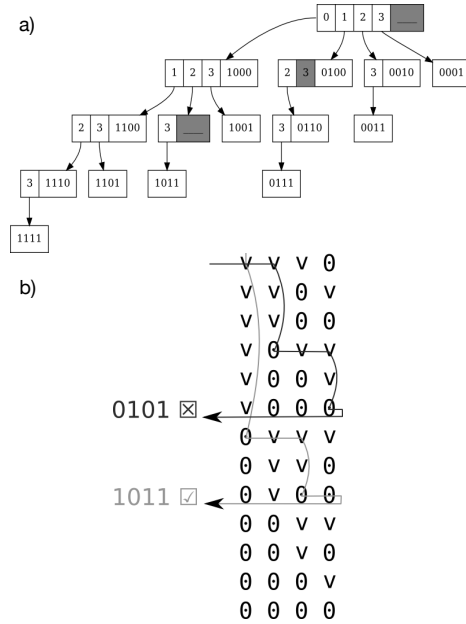 a)
0 1 2 3 ___
1 2 3 1000 2 3 0100 3 0010 0001
2 3 1100 3 ___ 1001 3 0110 0011
3 1110 1101 1011 0111
1111
b)
v v v 0
v v 0 v
v v 0 0
v 0 v v
v 0 0 v
0101 ☒ v 0 0 0
0 v v v
0 v v 0
1011 ☑ 0 v 0 0
0 0 v v
0 0 v 0
0 0 0 v
0 0 0 0